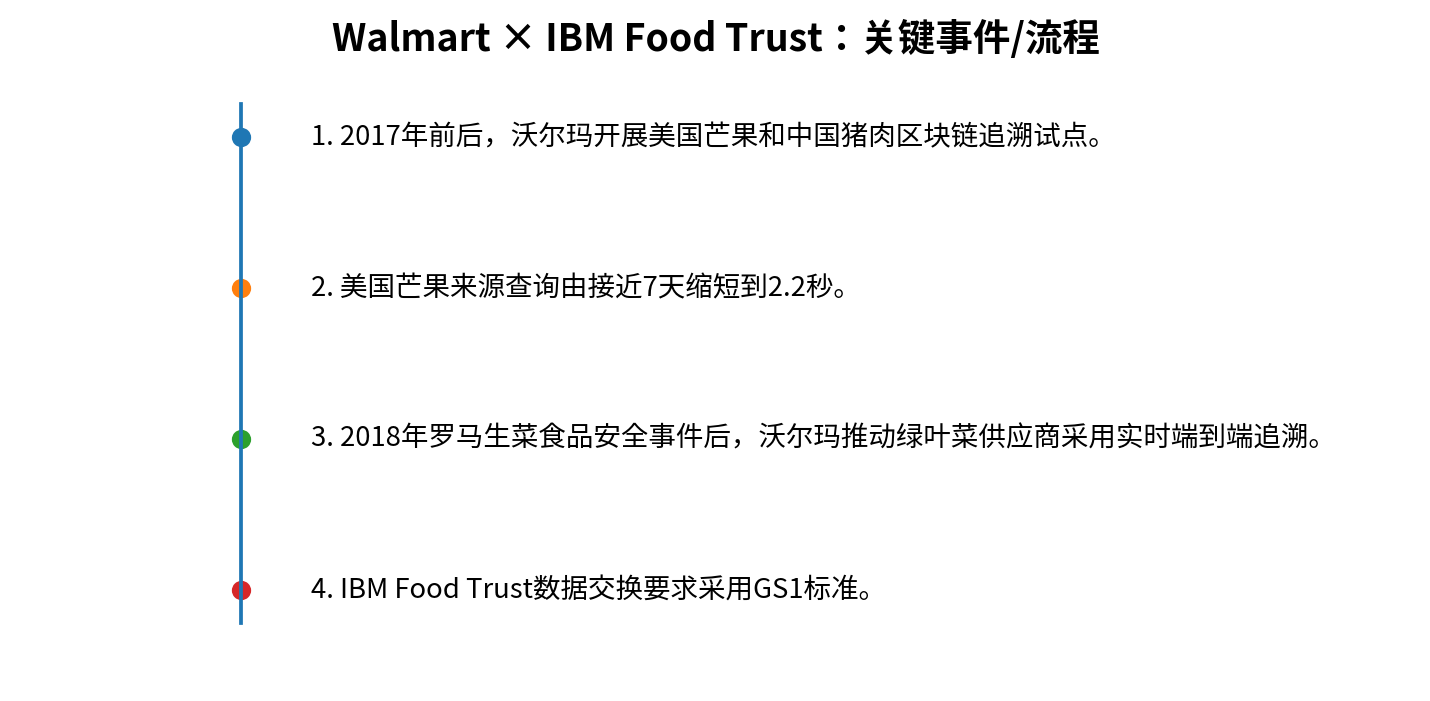 Walmart × IBM Food Trust：关键事件/流程
1. 2017年前后，沃尔玛开展美国芒果和中国猪肉区块链追溯试点。
2. 美国芒果来源查询由接近7天缩短到2.2秒。
3. 2018年罗马生菜食品安全事件后，沃尔玛推动绿叶菜供应商采用实时端到端追溯。
4. IBM Food Trust数据交换要求采用GS1标准。